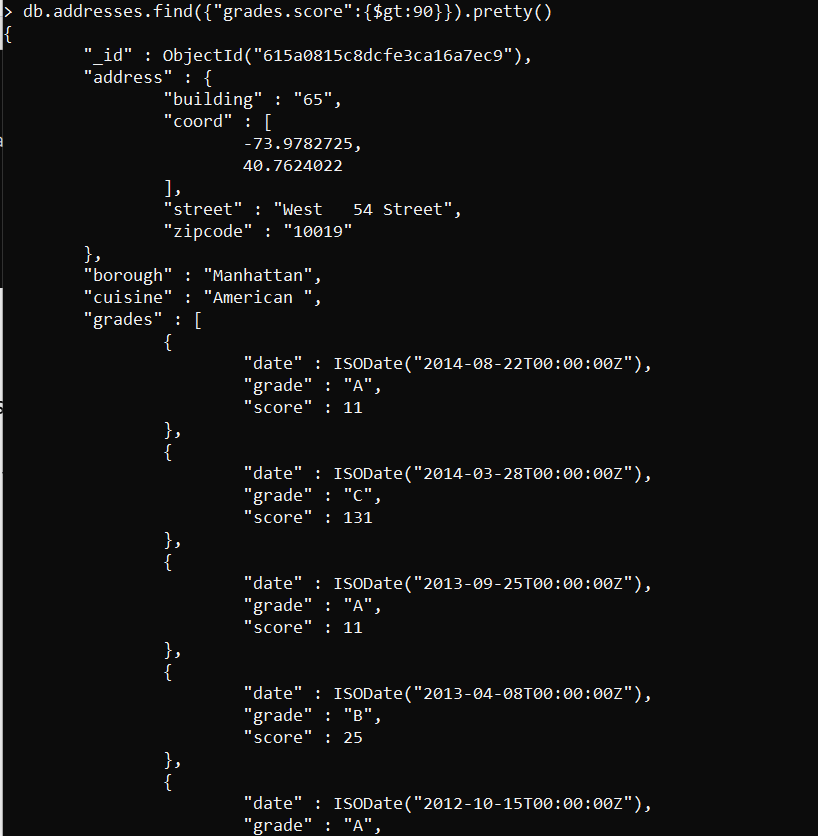 > db.addresses.find({"grades.score":{$gt:90}}).pretty()
{
        "_id" : ObjectId("615a0815c8dcfe3ca16a7ec9"),
        "address" : {
                "building" : "65",
                "coord" : [
                        -73.9782725,
                        40.7624022
                ],
                "street" : "West   54 Street",
                "zipcode" : "10019"
        },
        "borough" : "Manhattan",
        "cuisine" : "American ",
        "grades" : [
                {
                        "date" : ISODate("2014-08-22T00:00:00Z"),
                        "grade" : "A",
                        "score" : 11
                },
                {
                        "date" : ISODate("2014-03-28T00:00:00Z"),
                        "grade" : "C",
                        "score" : 131
                },
                {
                        "date" : ISODate("2013-09-25T00:00:00Z"),
                        "grade" : "A",
                        "score" : 11
                },
                {
                        "date" : ISODate("2013-04-08T00:00:00Z"),
                        "grade" : "B",
                        "score" : 25
                },
                {
                        "date" : ISODate("2012-10-15T00:00:00Z"),
                        "grade" : "A",